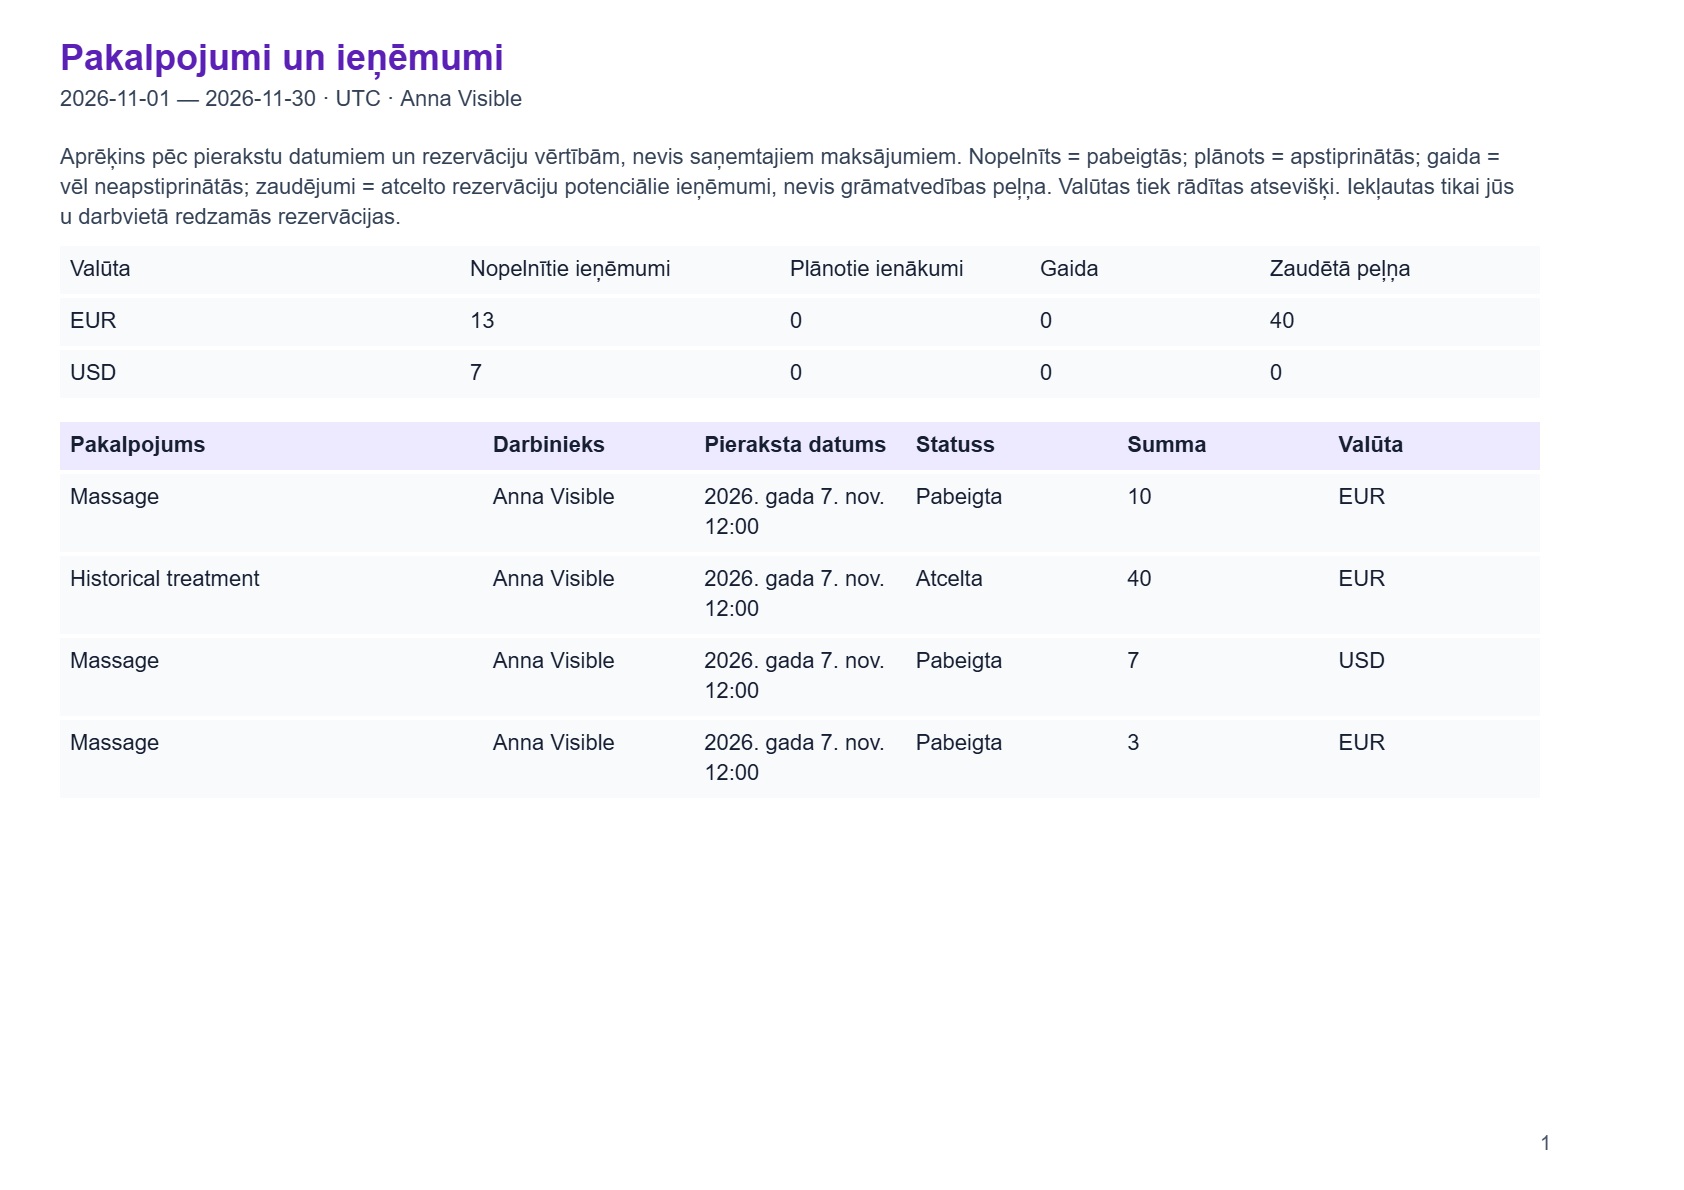 Pakalpojumi un ieņēmumi
2026-11-01 — 2026-11-30 · UTC · Anna Visible
Aprēķins pēc pierakstu datumiem un rezervāciju vērtībām, nevis saņemtajiem maksājumiem. Nopelnīts = pabeigtās; plānots = apstiprinātās; gaida =
vēl neapstiprinātās; zaudējumi = atcelto rezervāciju potenciālie ieņēmumi, nevis grāmatvedības peļņa. Valūtas tiek rādītas atsevišķi. Iekļautas tikai jūs
u darbvietā redzamās rezervācijas.
Valūta Nopelnītie ieņēmumi Plānotie ienākumi Gaida Zaudētā peļņa
EUR 13 0 0 40
USD 7 0 0 0
Pakalpojums Darbinieks Pieraksta datums Statuss Summa Valūta
Massage Anna Visible 2026. gada 7. nov. Pabeigta 10 EUR
12:00
Historical treatment Anna Visible 2026. gada 7. nov. Atcelta 40 EUR
12:00
Massage Anna Visible 2026. gada 7. nov. Pabeigta 7 USD
12:00
Massage Anna Visible 2026. gada 7. nov. Pabeigta 3 EUR
12:00
1